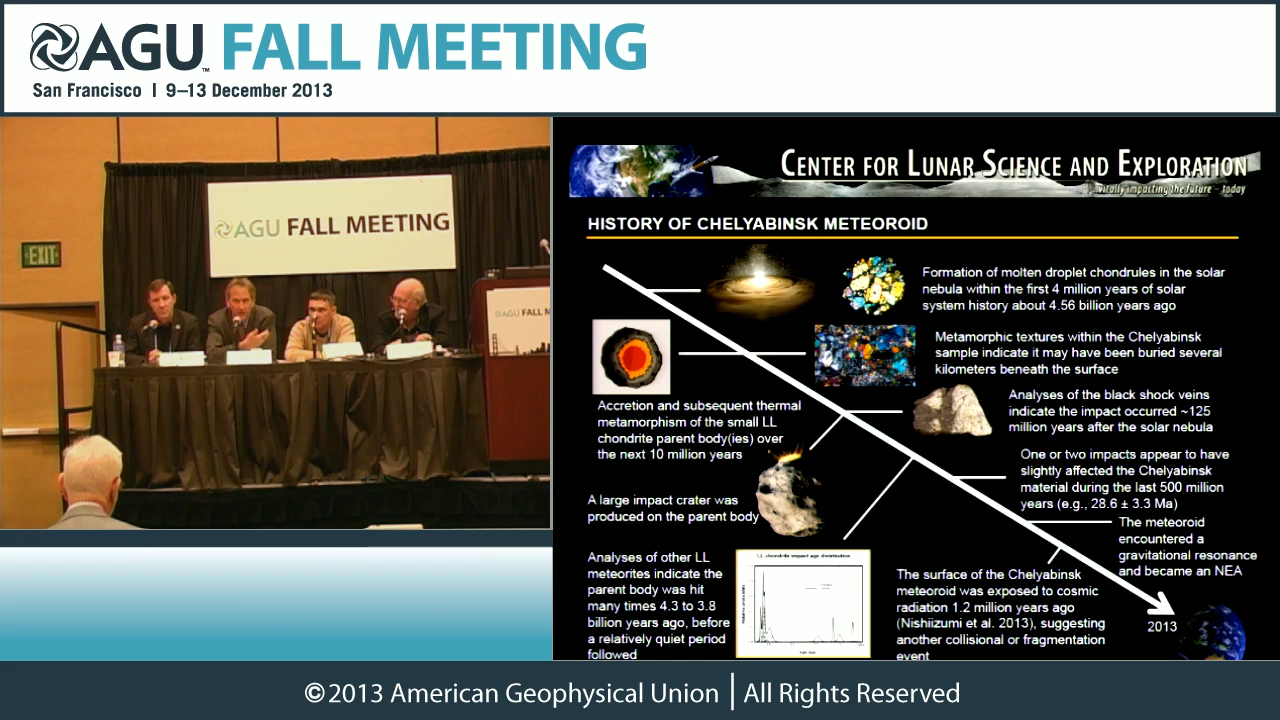 AGU FALL MEETING
San Francisco | 9–13 December 2013
AGU FALL MEETING
EXIT
AGU FALL M
CENTER FOR LUNAR SCIENCE AND EXPLORATION
vitally impacting the future - today
HISTORY OF CHELYABINSK METEOROID
Formation of molten droplet chondrules in the solar
nebula within the first 4 million years of solar
system history about 4.56 billion years ago
Metamorphic textures within the Chelyabinsk
sample indicate it may have been buried several
kilometers beneath the surface
Accretion and subsequent thermal
metamorphism of the small LL
chondrite parent body(ies) over
the next 10 million years
Analyses of the black shock veins
indicate the impact occurred ~125
million years after the solar nebula
A large impact crater was
produced on the parent body
One or two impacts appear to have
slightly affected the Chelyabinsk
material during the last 500 million
years (e.g., 28.6 ± 3.3 Ma)
The meteoroid
encountered a
gravitational resonance
and became an NEA
Analyses of other LL
meteorites indicate the
parent body was hit
many times 4.3 to 3.8
billion years ago, before
a relatively quiet period
followed
LL chondrite impact age distribution
The surface of the Chelyabinsk
meteoroid was exposed to cosmic
radiation 1.2 million years ago
(Nishiizumi et al. 2013), suggesting
another collisional or fragmentation
event
2013
©2013 American Geophysical Union | All Rights Reserved